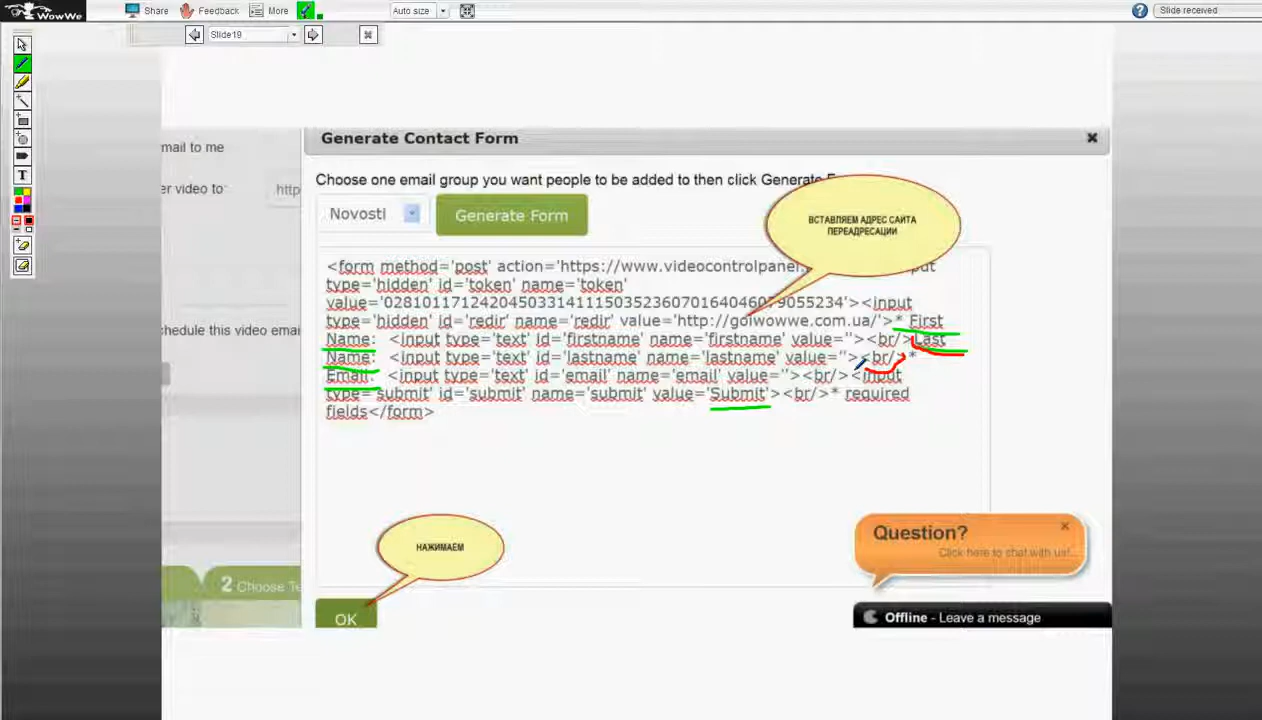 WowWe Share Feedback More Auto size Slide received
Slide19
Generate Contact Form
mail to me
Choose one email group you want people to be added to then click Generate
er video to
http
Novosti Generate Form
ВСТАВЛЯЕМ АДРЕС САЙТА
ПЕРЕАДРЕСАЦИИ
<form method='post' action='https://www.videocontrolpanel.
type='hidden' id='token' name='token'
<input
type='hidden' id='redir' name='redir' value='http://goiwowwe.com.ua/'>* First
Name: <input type='text' id='firstname' name='firstname' value=''><br/>Last
Name: <input type='text' id='lastname' name='lastname' value=''><br/>*
Email: <input type='text' id='email' name='email' value=''><br/><input
type='submit' id='submit' name='submit' value='Submit'><br/>* required
fields</form>
chedule this video emai
Question?
Click here to chat with us!
НАЖИМАЕМ
2 Choose Te
OK
Offline - Leave a message
T